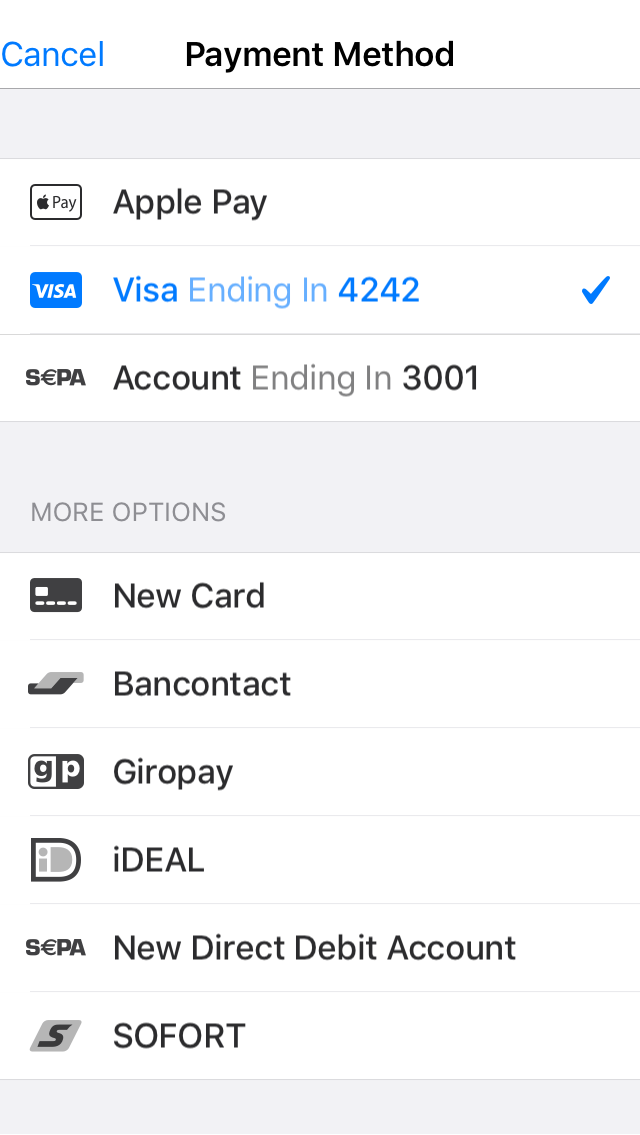 Cancel Payment Method
Pay Apple Pay
VISA Visa Ending In 4242
S€PA Account Ending In 3001
MORE OPTIONS
New Card
Bancontact
gp Giropay
iD iDEAL
S€PA New Direct Debit Account
S SOFORT